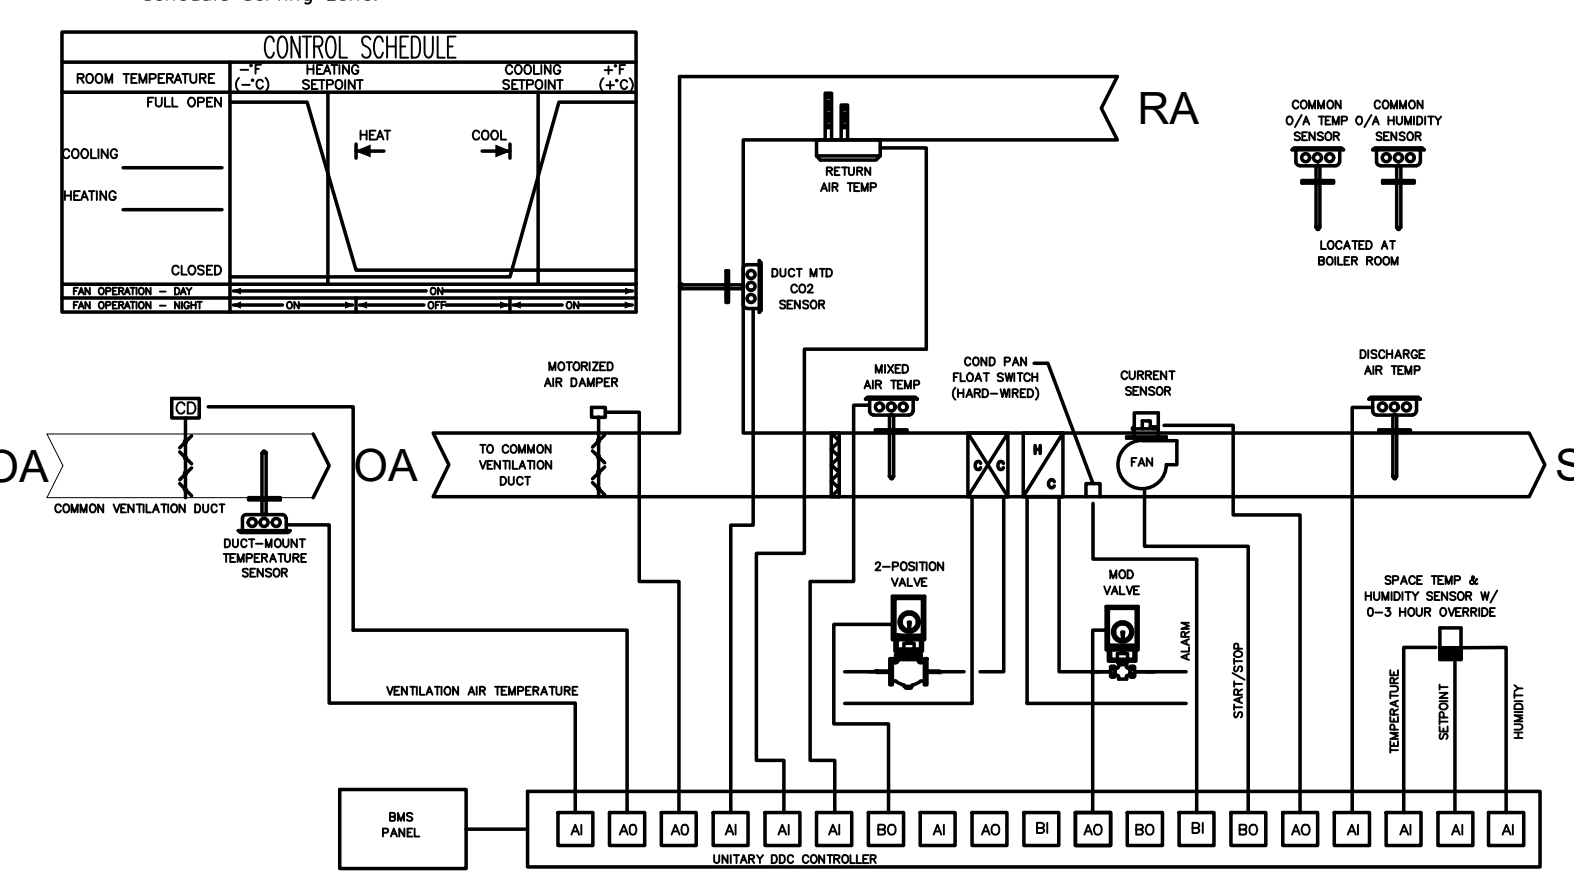 CONTROL SCHEDULE
ROOM TEMPERATURE
-°F
(-°C)
HEATING
SETPOINT
COOLING
SETPOINT
+°F
(+°C)
FULL OPEN
HEAT
COOL
COOLING
HEATING
CLOSED
FAN OPERATION - DAY
ON
FAN OPERATION - NIGHT
ON
OFF
ON
RA
RETURN
AIR TEMP
COMMON
O/A TEMP
SENSOR
COMMON
O/A HUMIDITY
SENSOR
LOCATED AT
BOILER ROOM
DUCT MTD
CO2
SENSOR
MOTORIZED
AIR DAMPER
MIXED
AIR TEMP
COND PAN
FLOAT SWITCH
(HARD-WIRED)
CURRENT
SENSOR
DISCHARGE
AIR TEMP
CD
OA
OA
TO COMMON
VENTILATION
DUCT
C C
H
C
FAN
S
COMMON VENTILATION DUCT
DUCT-MOUNT
TEMPERATURE
SENSOR
2-POSITION
VALVE
MOD
VALVE
SPACE TEMP &
HUMIDITY SENSOR W/
0-3 HOUR OVERRIDE
ALARM
START/STOP
TEMPERATURE
SETPOINT
HUMIDITY
VENTILATION AIR TEMPERATURE
BMS
PANEL
AI AO AO AI AI AI BO AI AO BI AO BO BI BO AO AI AI AI AI
UNITARY DDC CONTROLLER